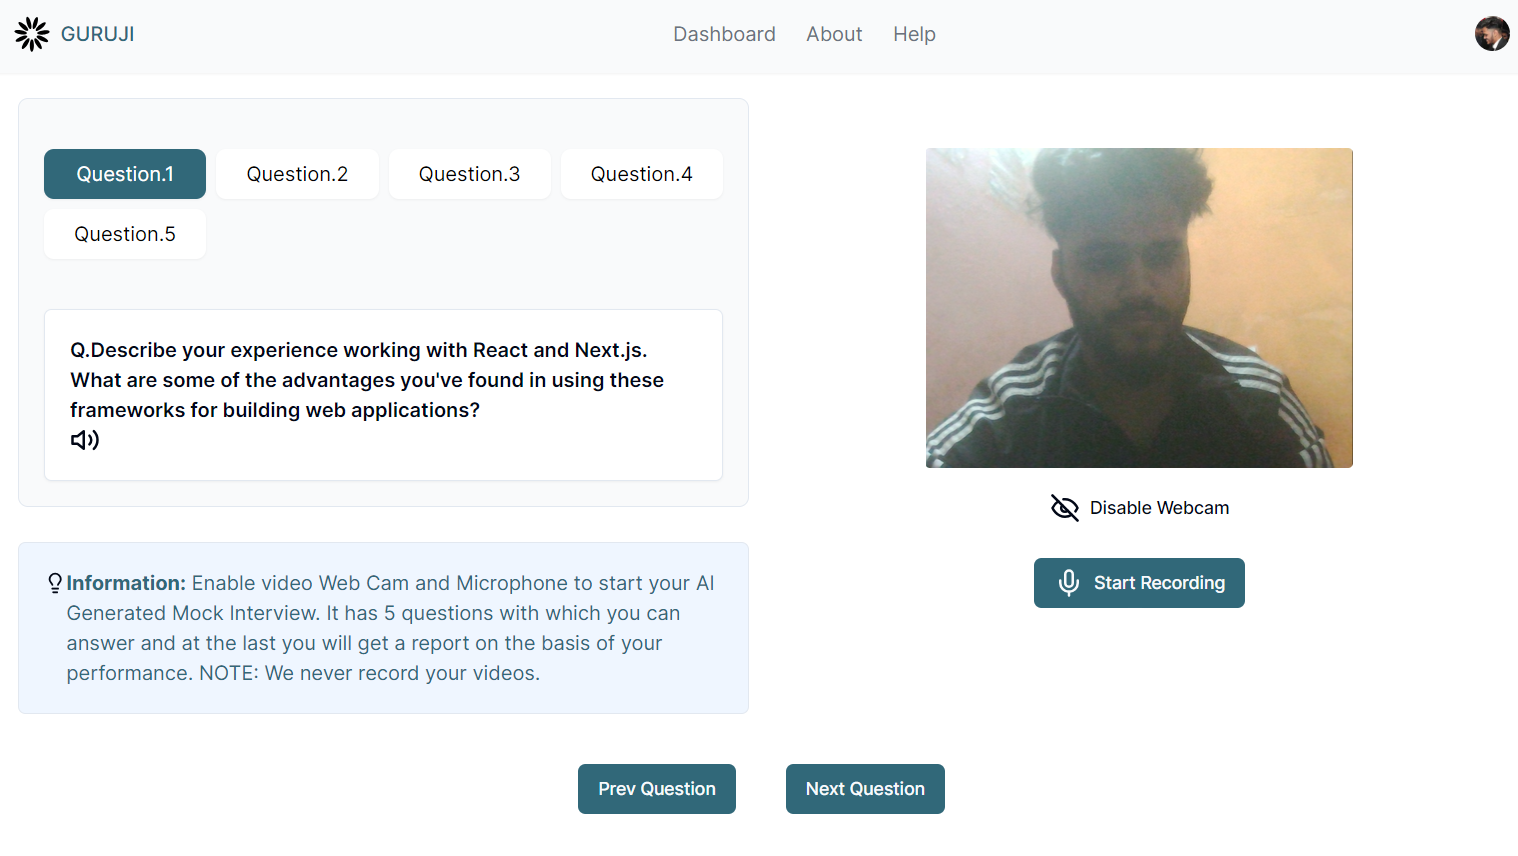 GURUJI
Dashboard About Help
Question.1 Question.2 Question.3 Question.4
Question.5
Q.Describe your experience working with React and Next.js.
What are some of the advantages you've found in using these
frameworks for building web applications?
Information: Enable video Web Cam and Microphone to start your AI
Generated Mock Interview. It has 5 questions with which you can
answer and at the last you will get a report on the basis of your
performance. NOTE: We never record your videos.
Disable Webcam
Start Recording
Prev Question Next Question